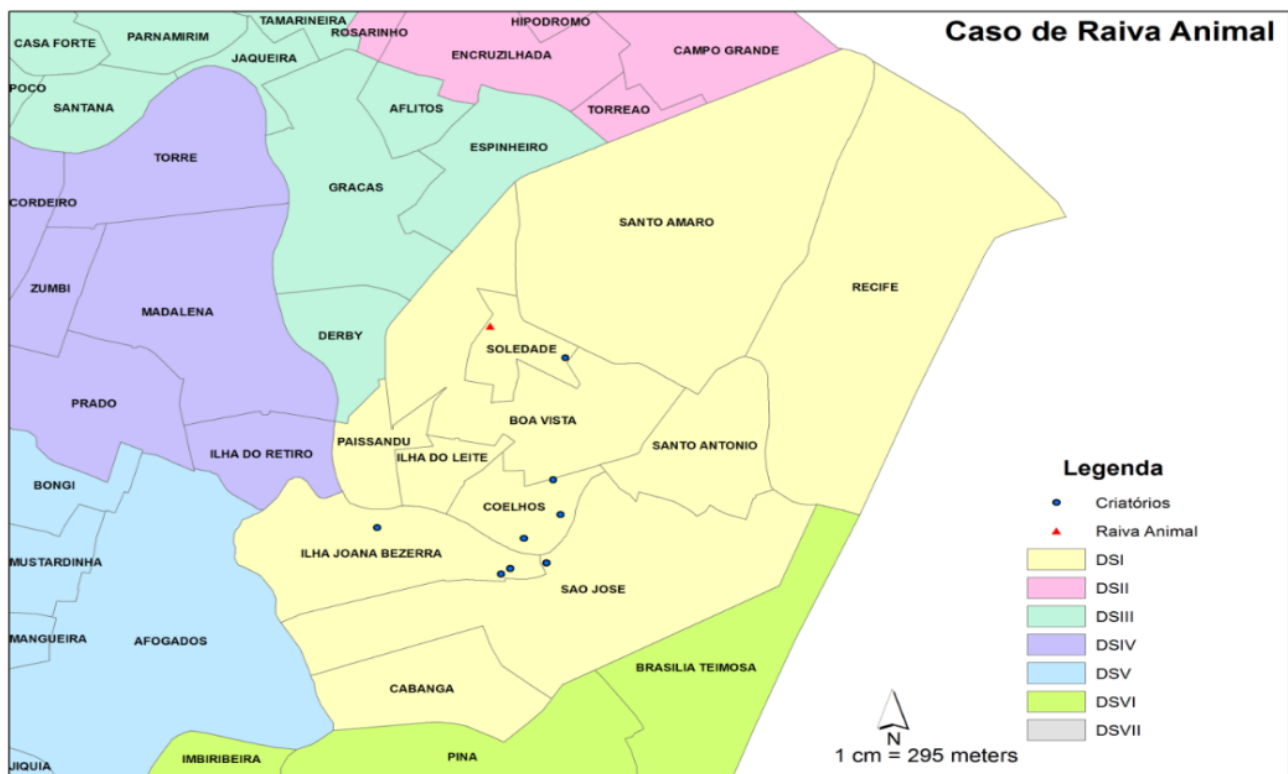 Caso de Raiva Animal
HIPODROMO
TAMARINEIRA
ROSARINHO
PARNAMIRIM
CASA FORTE
ENCRUZILHADA
CAMPO GRANDE
JAQUEIRA
POCO
SANTANA
AFLITOS
TORREAO
ESPINHEIRO
TORRE
GRACAS
CORDEIRO
SANTO AMARO
ZUMBI
RECIFE
MADALENA
DERBY
SOLEDADE
PRADO
BOA VISTA
PAISSANDU
SANTO ANTONIO
ILHA DO RETIRO
ILHA DO LEITE
BONGI
COELHOS
ILHA JOANA BEZERRA
MUSTARDINHA
SAO JOSE
MANGUEIRA
AFOGADOS
BRASILIA TEIMOSA
CABANGA
IMBIRIBEIRA
PINA
JIQUIA
Legenda
Criatórios
Raiva Animal
DSI
DSII
DSIII
DSIV
DSV
DSVI
DSVII
N
1 cm = 295 meters